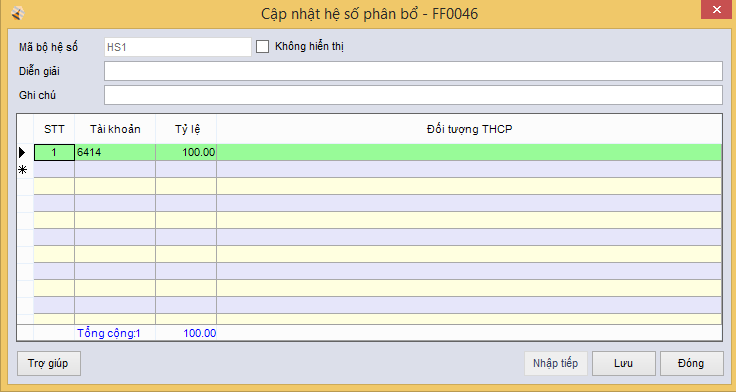 Cập nhật hệ số phân bổ - FF0046
Mã bộ hệ số HS1 Không hiển thị
Diễn giải
Ghi chú
STT Tài khoản Tỷ lệ Đối tượng THCP
1 6414 100.00
Tổng cộng:1 100.00
Trợ giúp Nhập tiếp Lưu Đóng